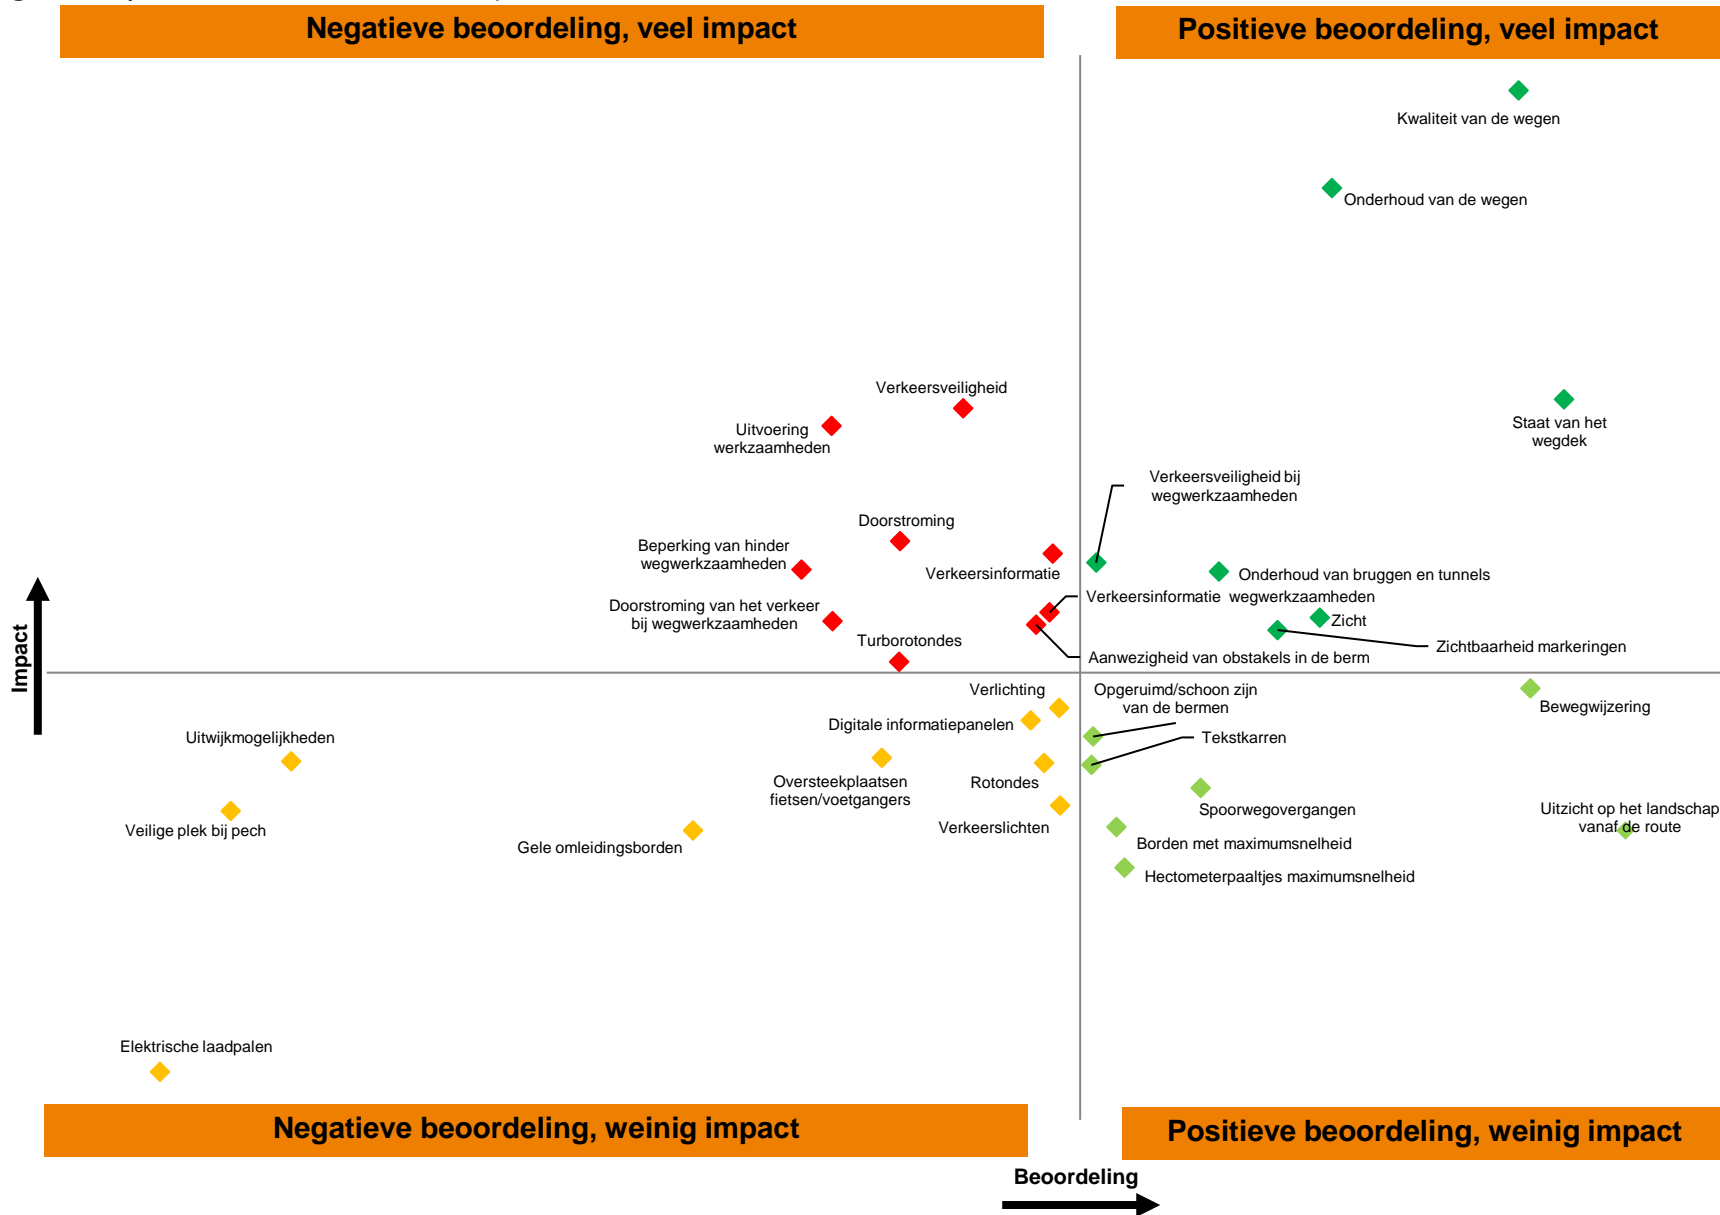 Negatieve beoordeling, veel impact
Positieve beoordeling, veel impact
Kwaliteit van de wegen
Onderhoud van de wegen
Verkeersveiligheid
Uitvoering
werkzaamheden
Staat van het
wegdek
Verkeersveiligheid bij
wegwerkzaamheden
Doorstroming
Beperking van hinder
wegwerkzaamheden
Verkeersinformatie
Onderhoud van bruggen en tunnels
Verkeersinformatie wegwerkzaamheden
Doorstroming van het verkeer
bij wegwerkzaamheden
Zicht
Turborotondes
Zichtbaarheid markeringen
Aanwezigheid van obstakels in de berm
Impact
Verlichting
Opgeruimd/schoon zijn
van de bermen
Bewegwijzering
Digitale informatiepanelen
Uitwijkmogelijkheden
Tekstkarren
Oversteekplaatsen
fietsen/voetgangers
Rotondes
Spoorwegovergangen
Uitzicht op het landschap
vanaf de route
Veilige plek bij pech
Verkeerslichten
Gele omleidingsborden
Borden met maximumsnelheid
Hectometerpaaltjes maximumsnelheid
Elektrische laadpalen
Negatieve beoordeling, weinig impact
Positieve beoordeling, weinig impact
Beoordeling